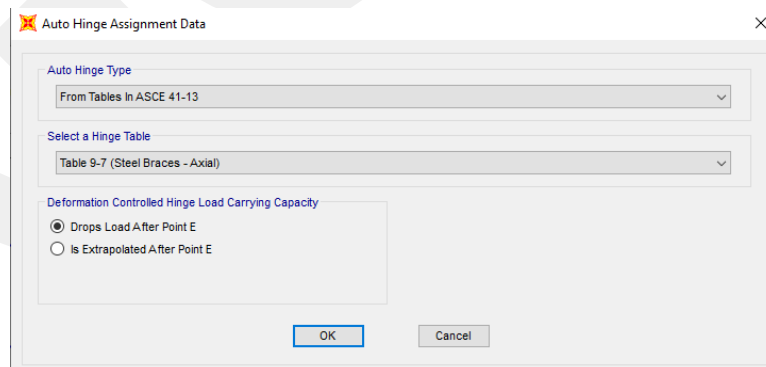 Auto Hinge Assignment Data
Auto Hinge Type
From Tables In ASCE 41-13
Select a Hinge Table
Table 9-7 (Steel Braces - Axial)
Deformation Controlled Hinge Load Carrying Capacity
Drops Load After Point E
Is Extrapolated After Point E
OK
Cancel